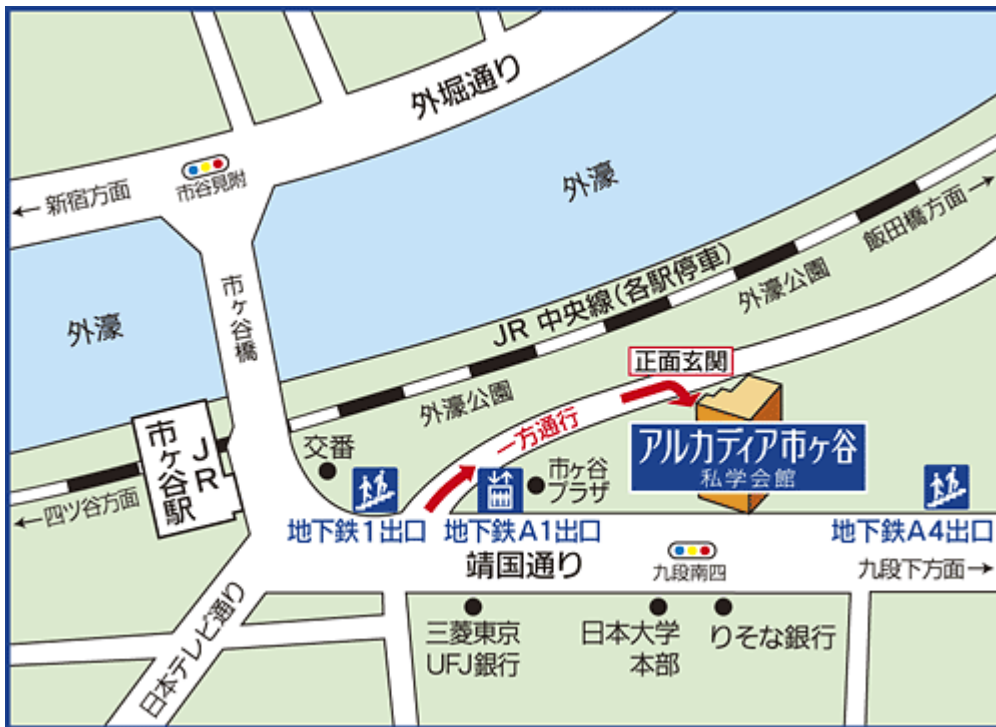 外堀通り
市谷見附
← 新宿方面
外濠
飯田橋方面 →
市ヶ谷橋
外濠
JR 中央線(各駅停車)
外濠公園
正面玄関
外濠公園
一方通行
アルカディア市ヶ谷
私学会館
JR
市ヶ谷駅
交番
市ヶ谷
プラザ
← 四ツ谷方面
地下鉄1出口
地下鉄A1出口
地下鉄A4出口
靖国通り
九段南四
九段下方面 →
日本テレビ通り
三菱東京
UFJ銀行
日本大学
本部
りそな銀行